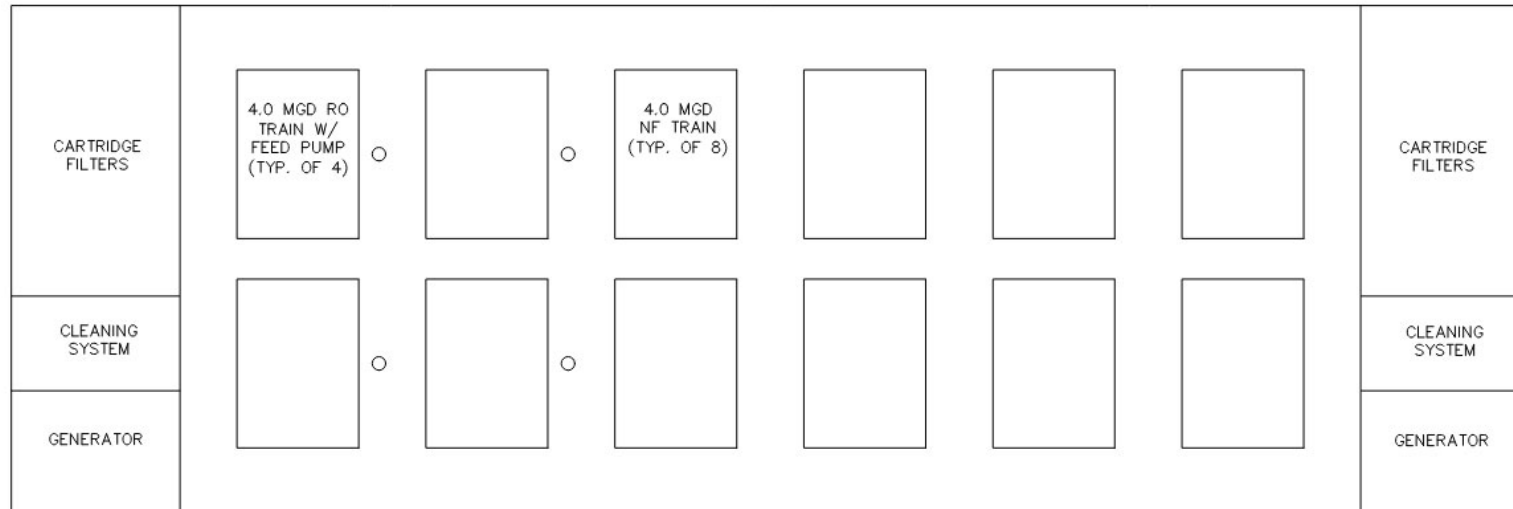 CARTRIDGE
FILTERS
CLEANING
SYSTEM
GENERATOR
4.0 MGD RO
TRAIN W/
FEED PUMP
(TYP. OF 4)
4.0 MGD
NF TRAIN
(TYP. OF 8)
CARTRIDGE
FILTERS
CLEANING
SYSTEM
GENERATOR